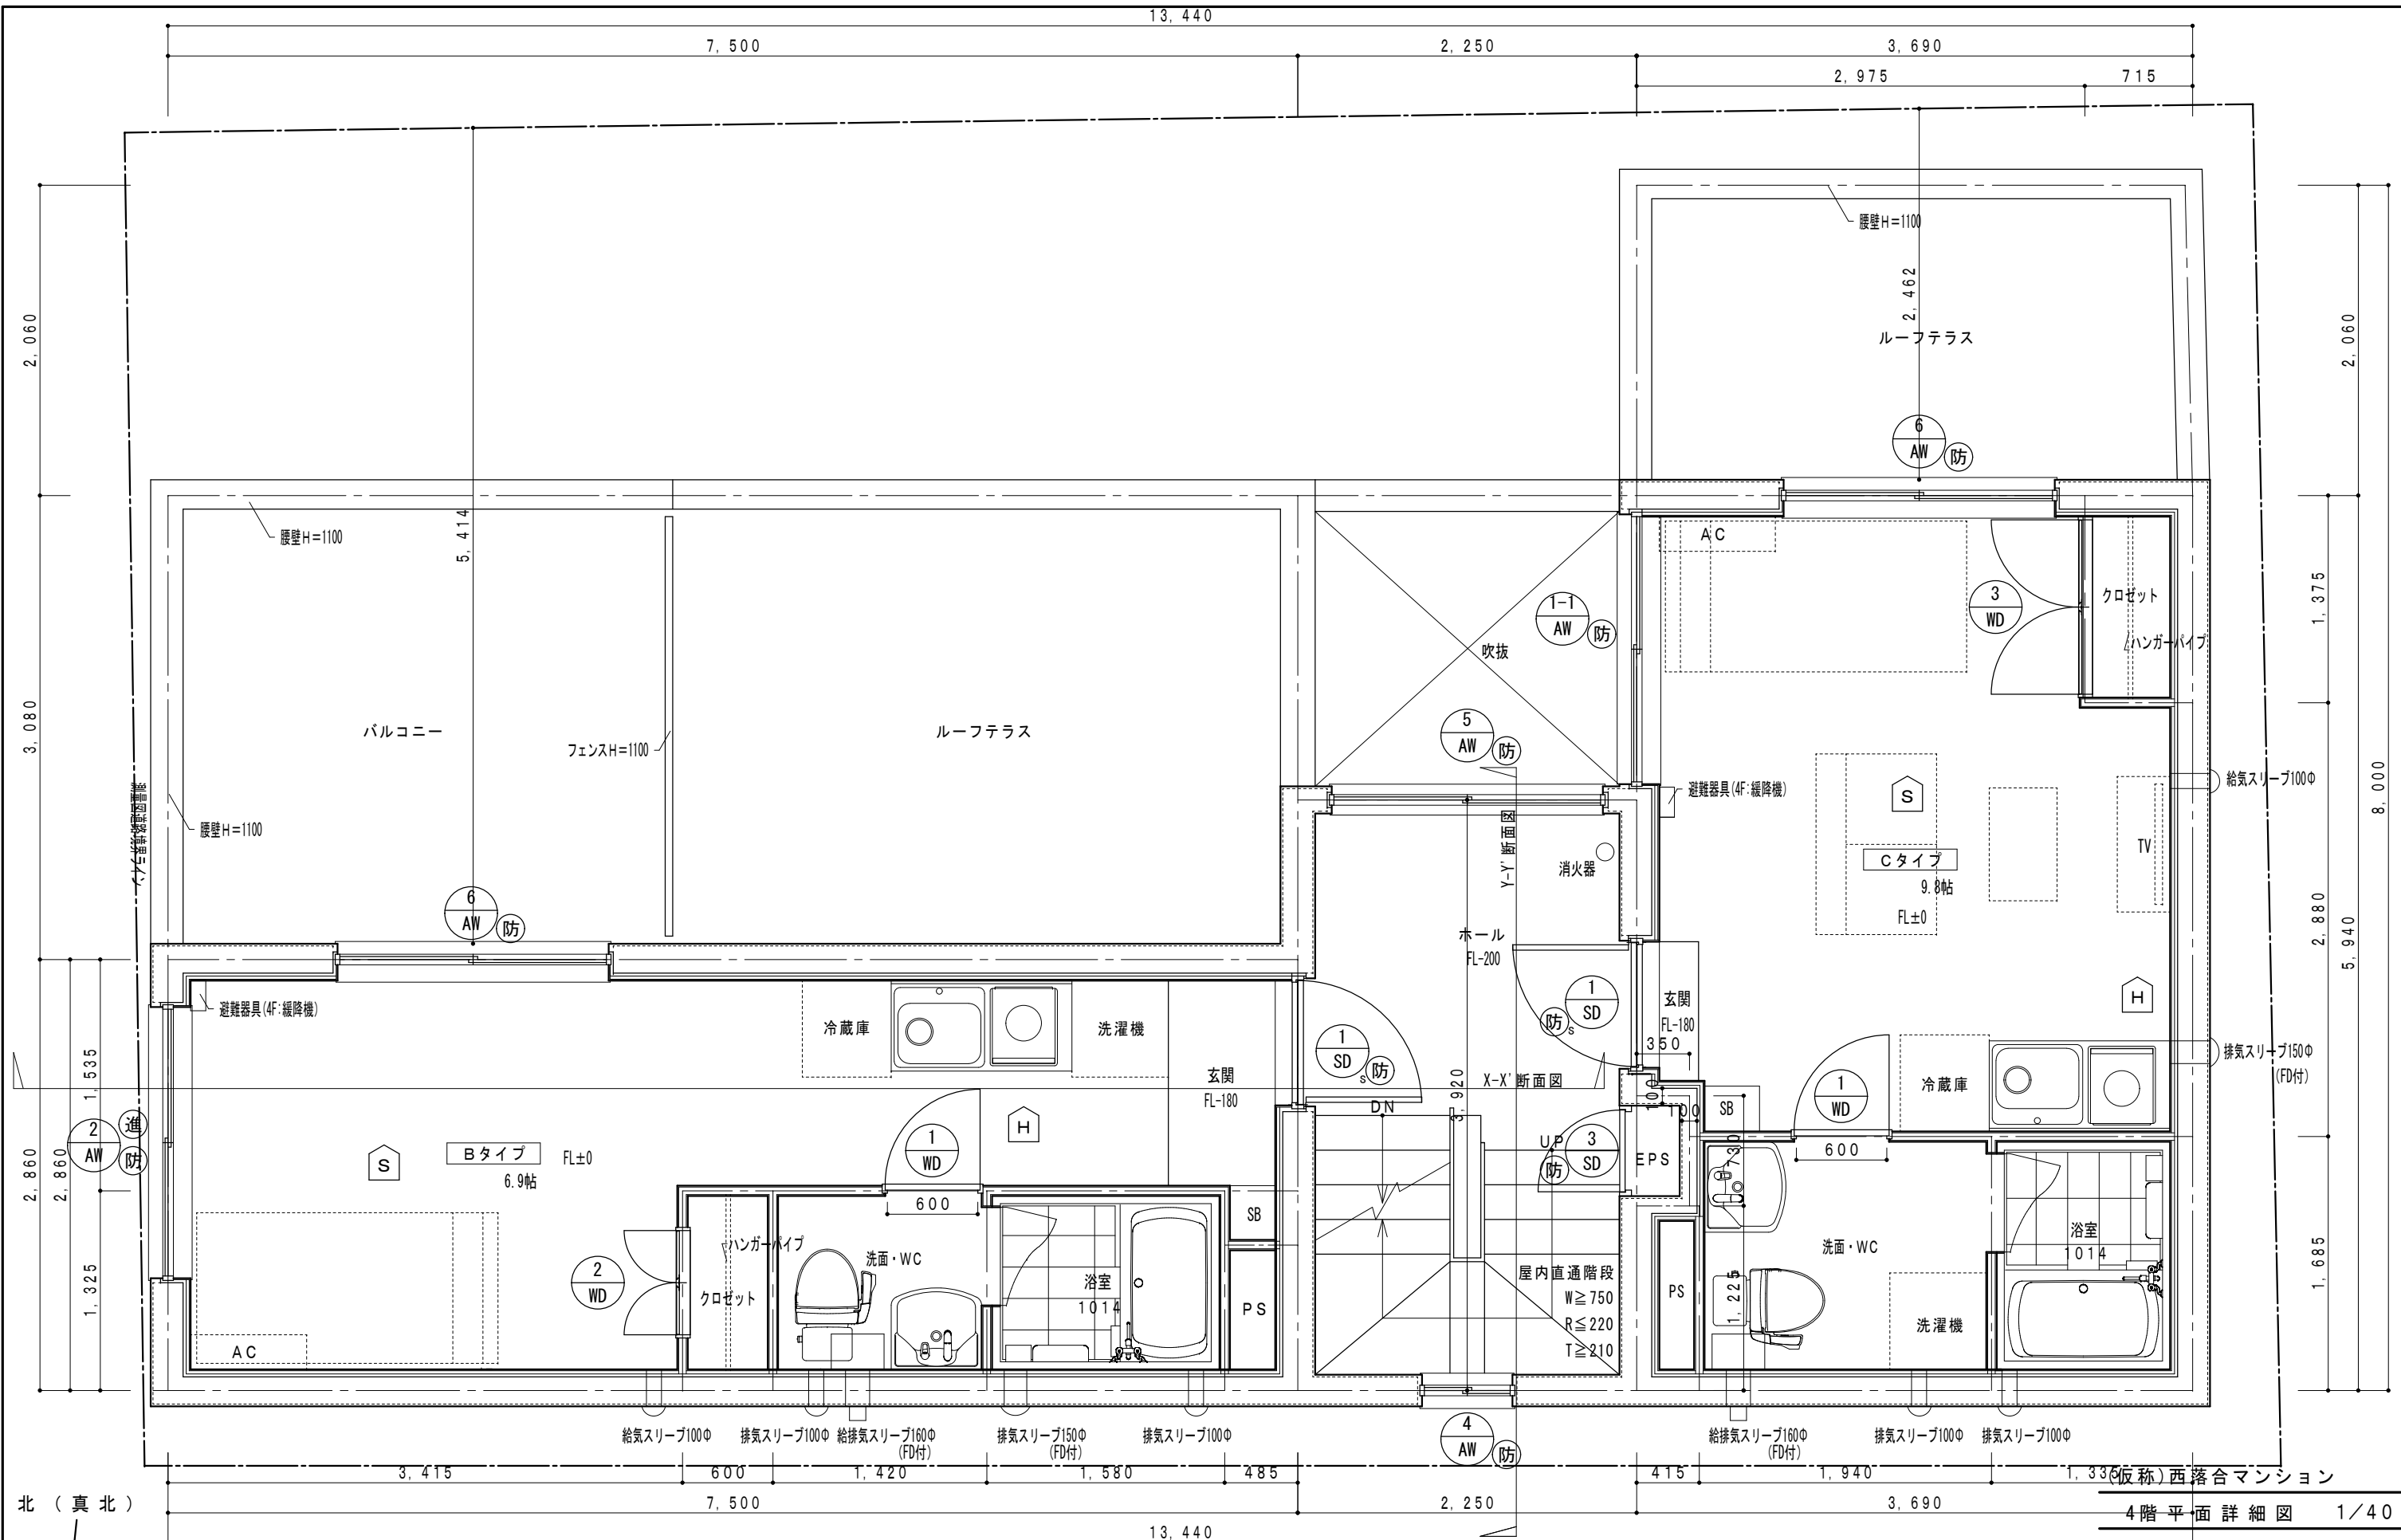 13,440
7,500
2,250
3,690
2,975
715
腰壁H=1100
2,462
ルーフテラス
2,060
2,060
6
AW
防
腰壁H=1100
5,414
AC
3
WD
クロゼット
ハンガーパイプ
1,375
1-1
AW
防
吹抜
バルコニー
フェンスH=1100
ルーフテラス
3,080
5
AW
防
測量図道路境界ライン
腰壁H=1100
避難器具(4F:緩降機)
S
給気スリーブ100Φ
8,000
Y-Y'断面図
消火器
Cタイプ
9.8帖
FL±0
TV
2,880
5,940
6
AW
防
ホール
FL-200
避難器具(4F:緩降機)
冷蔵庫
洗濯機
玄関
FL-180
1
SD
S
防
1
SD
防
S
玄関
FL-180
350
H
排気スリーブ150Φ
(FD付)
冷蔵庫
1
WD
X-X'断面図
3,920
DN
100
100
SB
1,535
2
AW
進
防
2,860
2,860
S
Bタイプ
6.9帖
FL±0
1
WD
H
UP
3
SD
防
EPS
730
600
600
SB
ハンガーパイプ
洗面・WC
2
WD
クロゼット
浴室
1014
PS
屋内直通階段
W≧750
R≦220
T≧210
PS
1,225
洗面・WC
洗濯機
浴室
1014
1,685
1,325
AC
給気スリーブ100Φ
排気スリーブ100Φ
給排気スリーブ160Φ
(FD付)
排気スリーブ150Φ
(FD付)
排気スリーブ100Φ
4
AW
防
給排気スリーブ160Φ
(FD付)
排気スリーブ100Φ
排気スリーブ100Φ
3,415
600
1,420
1,580
485
415
1,940
1,335
(仮称)西落合マンション
北(真北)
7,500
2,250
3,690
4階平面詳細図 1/40
13,440